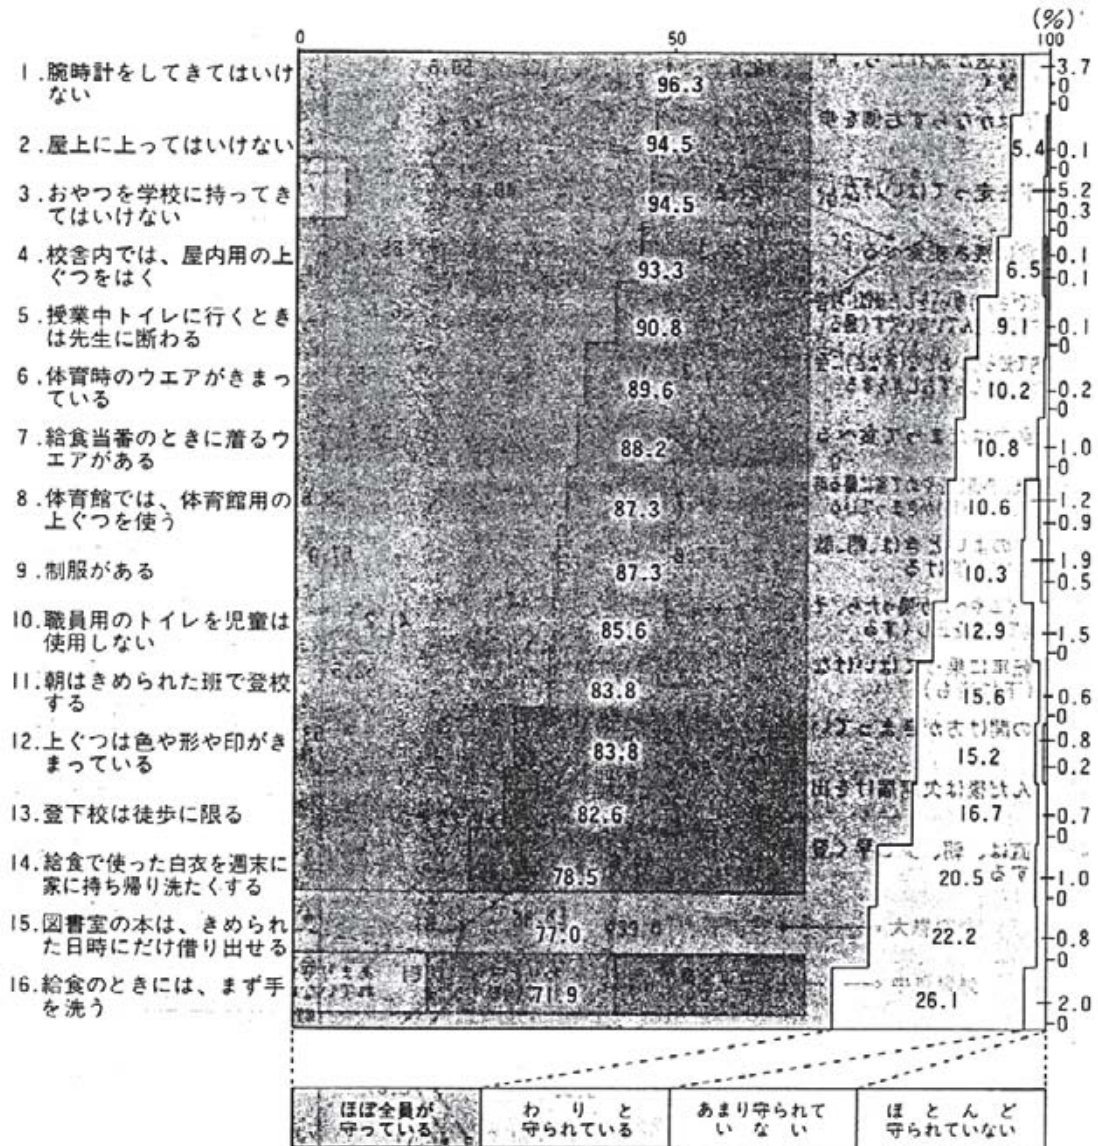 (%)
0 50 100
1.腕時計をしてきてはいけ
ない
96.3
3.7
0
0
2.屋上に上ってはいけない
94.5
5.4
0.1
0
3.おやつを学校に持ってき
てはいけない
94.5
5.2
0.3
0
4.校舎内では、屋内用の上
ぐつをはく
93.3
6.5
0.1
0.1
5.授業中トイレに行くとき
は先生に断わる
90.8
9.1
0.1
0
6.体育時のウエアがきまっ
ている
89.6
10.2
0.2
0
7.給食当番のときに着るウ
エアがある
88.2
10.8
1.0
0
8.体育館では、体育館用の
上ぐつを使う
87.3
10.6
1.2
0.9
9.制服がある
87.3
10.3
1.9
0.5
10.職員用のトイレを児童は
使用しない
85.6
12.9
1.5
0
11.朝はきめられた班で登校
する
83.8
15.6
0.6
0
12.上ぐつは色や形や印がき
まっている
83.8
15.2
0.8
0.2
13.登下校は徒歩に限る
82.6
16.7
0.7
0
14.給食で使った白衣を週末に
家に持ち帰り洗たくする
78.5
20.5
1.0
0
15.図書室の本は、きめられ
た日時にだけ借り出せる
77.0
22.2
0.8
0
16.給食のときには、まず手
を洗う
71.9
26.1
2.0
0
ほぼ全員が
守っている
わりと
守られている
あまり守られて
いない
ほとんど
守られていない